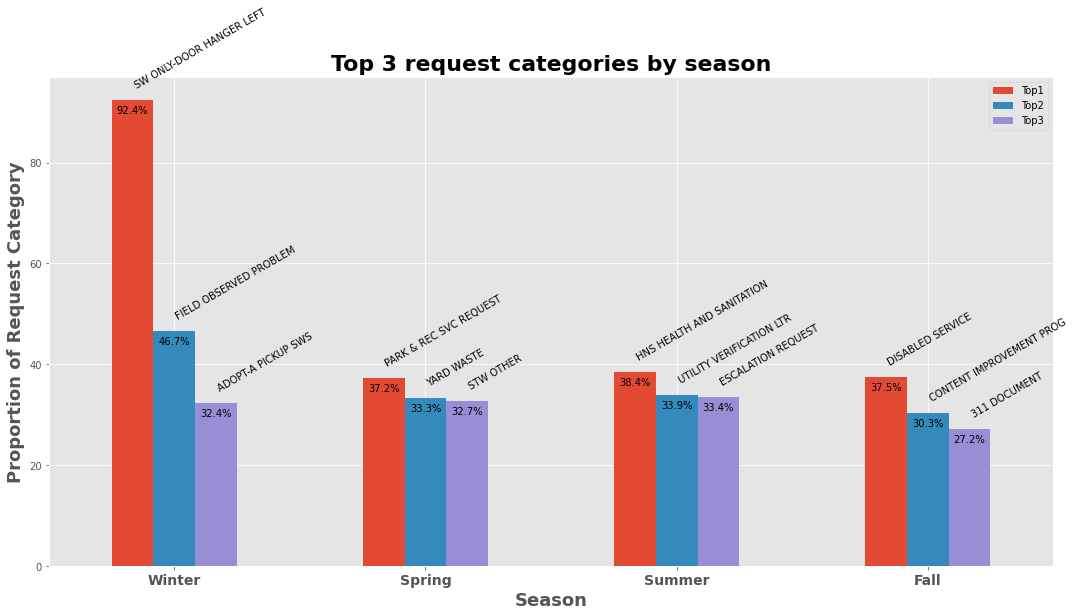 SW ONLY-DOOR HANGER LEFT
Top 3 request categories by season
Top1
Top2
Top3
92.4%
FIELD OBSERVED PROBLEM
46.7%
ADOPT-A PICKUP SWS
32.4%
PARK & REC SVC REQUEST
37.2%
YARD WASTE
33.3%
STW OTHER
32.7%
HNS HEALTH AND SANITATION
38.4%
UTILITY VERIFICATION LTR
33.9%
ESCALATION REQUEST
33.4%
DISABLED SERVICE
37.5%
CONTENT IMPROVEMENT PROG
30.3%
311 DOCUMENT
27.2%
Proportion of Request Category
80
60
40
20
0
Winter
Spring
Summer
Fall
Season